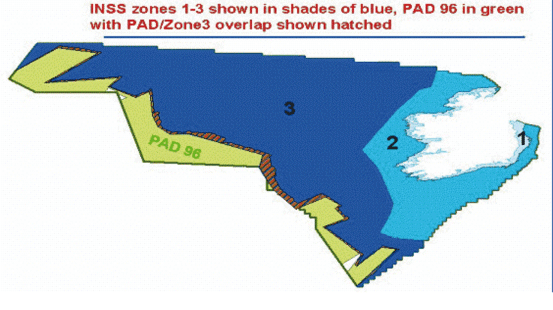 INSS zones 1-3 shown in shades of blue, PAD 96 in green
with PAD/Zone3 overlap shown hatched
3
2
1
PAD 96